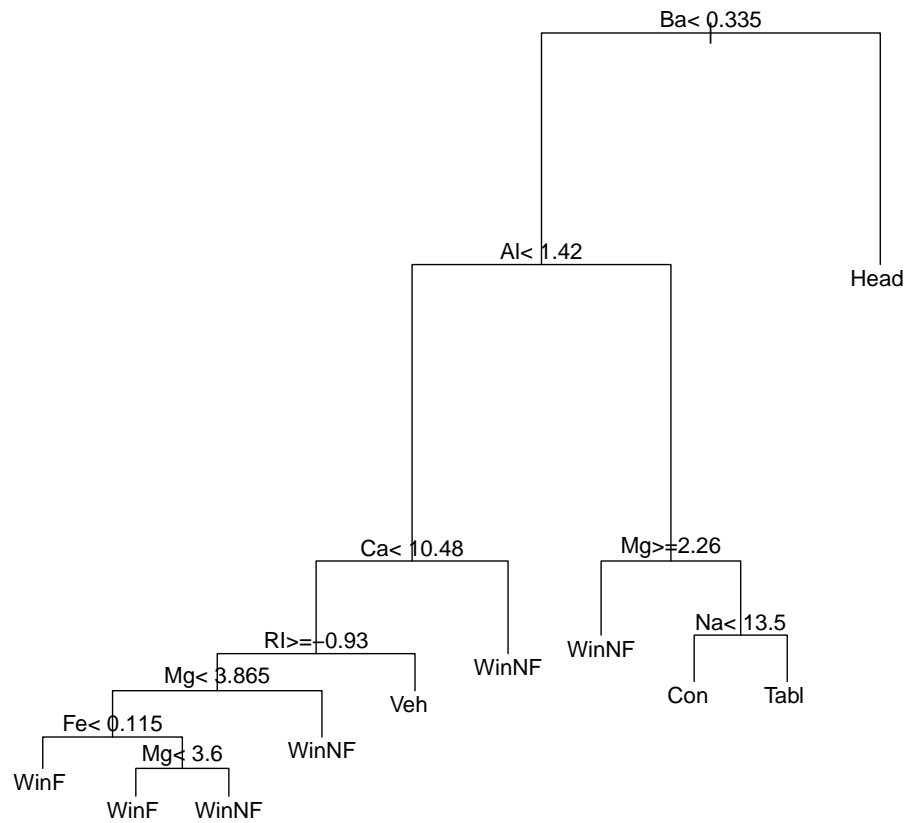 Ba< 0.335
Al< 1.42
Head
Ca< 10.48
Mg>=2.26
Na< 13.5
RI>=−0.93
WinNF
WinNF
Mg< 3.865
Veh
Con
Tabl
Fe< 0.115
WinNF
Mg< 3.6
WinF
WinF
WinNF